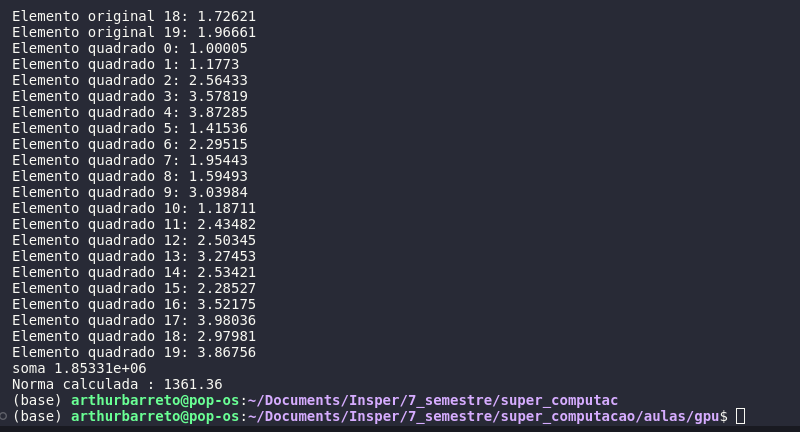 Elemento original 18: 1.72621
Elemento original 19: 1.96661
Elemento quadrado 0: 1.00005
Elemento quadrado 1: 1.1773
Elemento quadrado 2: 2.56433
Elemento quadrado 3: 3.57819
Elemento quadrado 4: 3.87285
Elemento quadrado 5: 1.41536
Elemento quadrado 6: 2.29515
Elemento quadrado 7: 1.95443
Elemento quadrado 8: 1.59493
Elemento quadrado 9: 3.03984
Elemento quadrado 10: 1.18711
Elemento quadrado 11: 2.43482
Elemento quadrado 12: 2.50345
Elemento quadrado 13: 3.27453
Elemento quadrado 14: 2.53421
Elemento quadrado 15: 2.28527
Elemento quadrado 16: 3.52175
Elemento quadrado 17: 3.98036
Elemento quadrado 18: 2.97981
Elemento quadrado 19: 3.86756
soma 1.85331e+06
Norma calculada : 1361.36
(base) arthurbarreto@pop-os:~/Documents/Insper/7_semestre/super_computac
(base) arthurbarreto@pop-os:~/Documents/Insper/7_semestre/super_computacao/aulas/gpu$